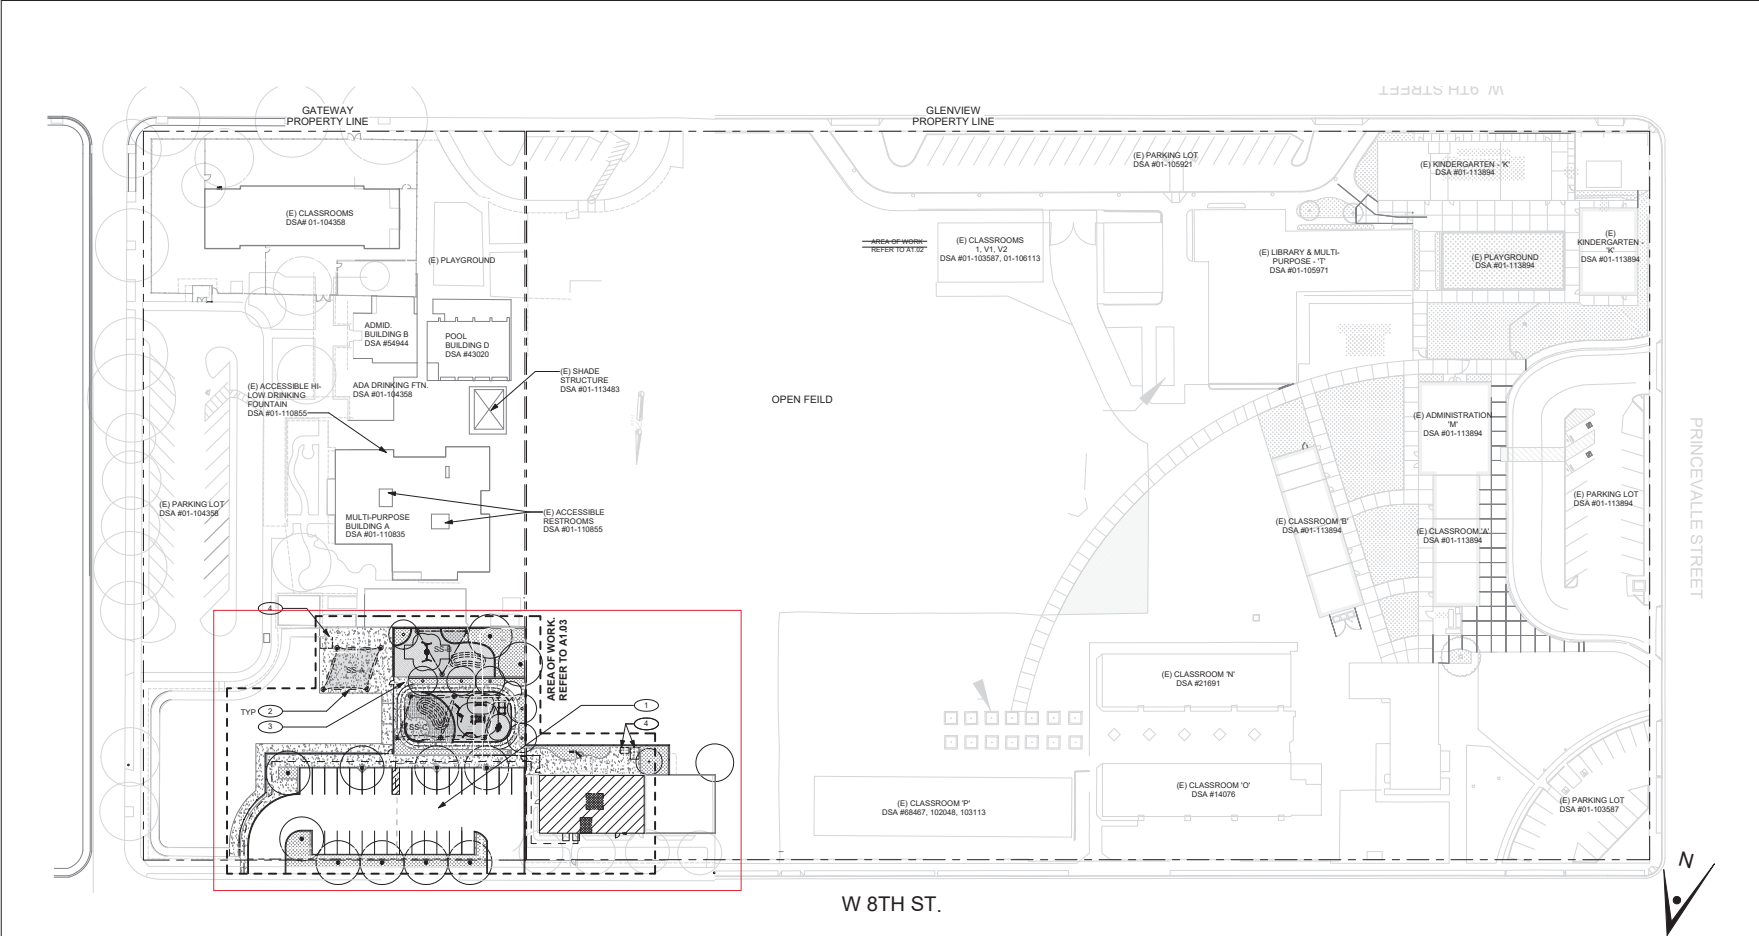 W 9TH STREET
GATEWAY
PROPERTY LINE
GLENVIEW
PROPERTY LINE
(E) PARKING LOT
DSA #01-105921
(E) KINDERGARTEN - 'K'
DSA #01-113894
(E) CLASSROOMS
DSA# 01-104358
(E) PLAYGROUND
AREA OF WORK
REFER TO A1.02
(E) CLASSROOMS
1, V1, V2
DSA #01-103587, 01-106113
(E) LIBRARY & MULTI-
PURPOSE - 'T'
DSA #01-105971
(E) PLAYGROUND
DSA #01-113894
(E)
KINDERGARTEN -
'K'
DSA #01-113894
ADMID.
BUILDING B
DSA #54944
POOL
BUILDING D
DSA #43020
(E) ACCESSIBLE HI-
LOW DRINKING
FOUNTAIN
DSA #01-110855
ADA DRINKING FTN.
DSA #01-104358
(E) SHADE
STRUCTURE
DSA #01-113483
OPEN FEILD
(E) ADMINISTRATION
'M'
DSA #01-113894
PRINCEVALLE STREET
(E) PARKING LOT
DSA #01-104358
MULTI-PURPOSE
BUILDING A
DSA #01-110835
(E) ACCESSIBLE
RESTROOMS
DSA #01-110855
(E) CLASSROOM 'B'
DSA #01-113894
(E) CLASSROOM 'A'
DSA #01-113894
(E) PARKING LOT
DSA #01-113894
4
SS-B
SS-A
AREA OF WORK.
REFER TO A1.03
TYP
2
3
SS-C
1
4
(E) CLASSROOM 'N'
DSA #21691
(E) CLASSROOM 'O'
DSA #14076
(E) CLASSROOM 'P'
DSA #68467, 102048, 103113
(E) PARKING LOT
DSA #01-103587
N
W 8TH ST.